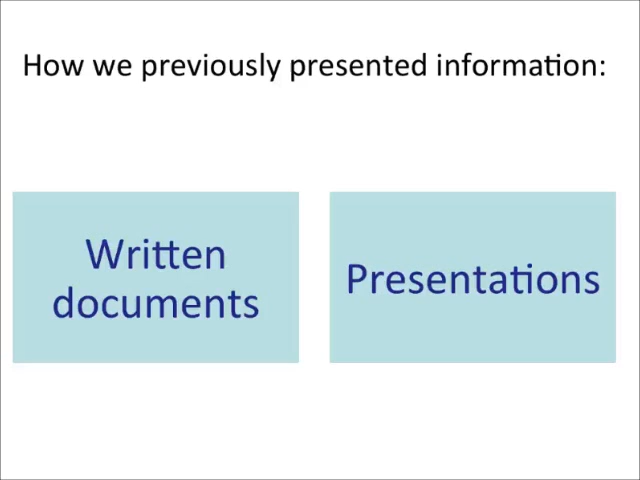 How we previously presented information:
Written
documents
Presentations